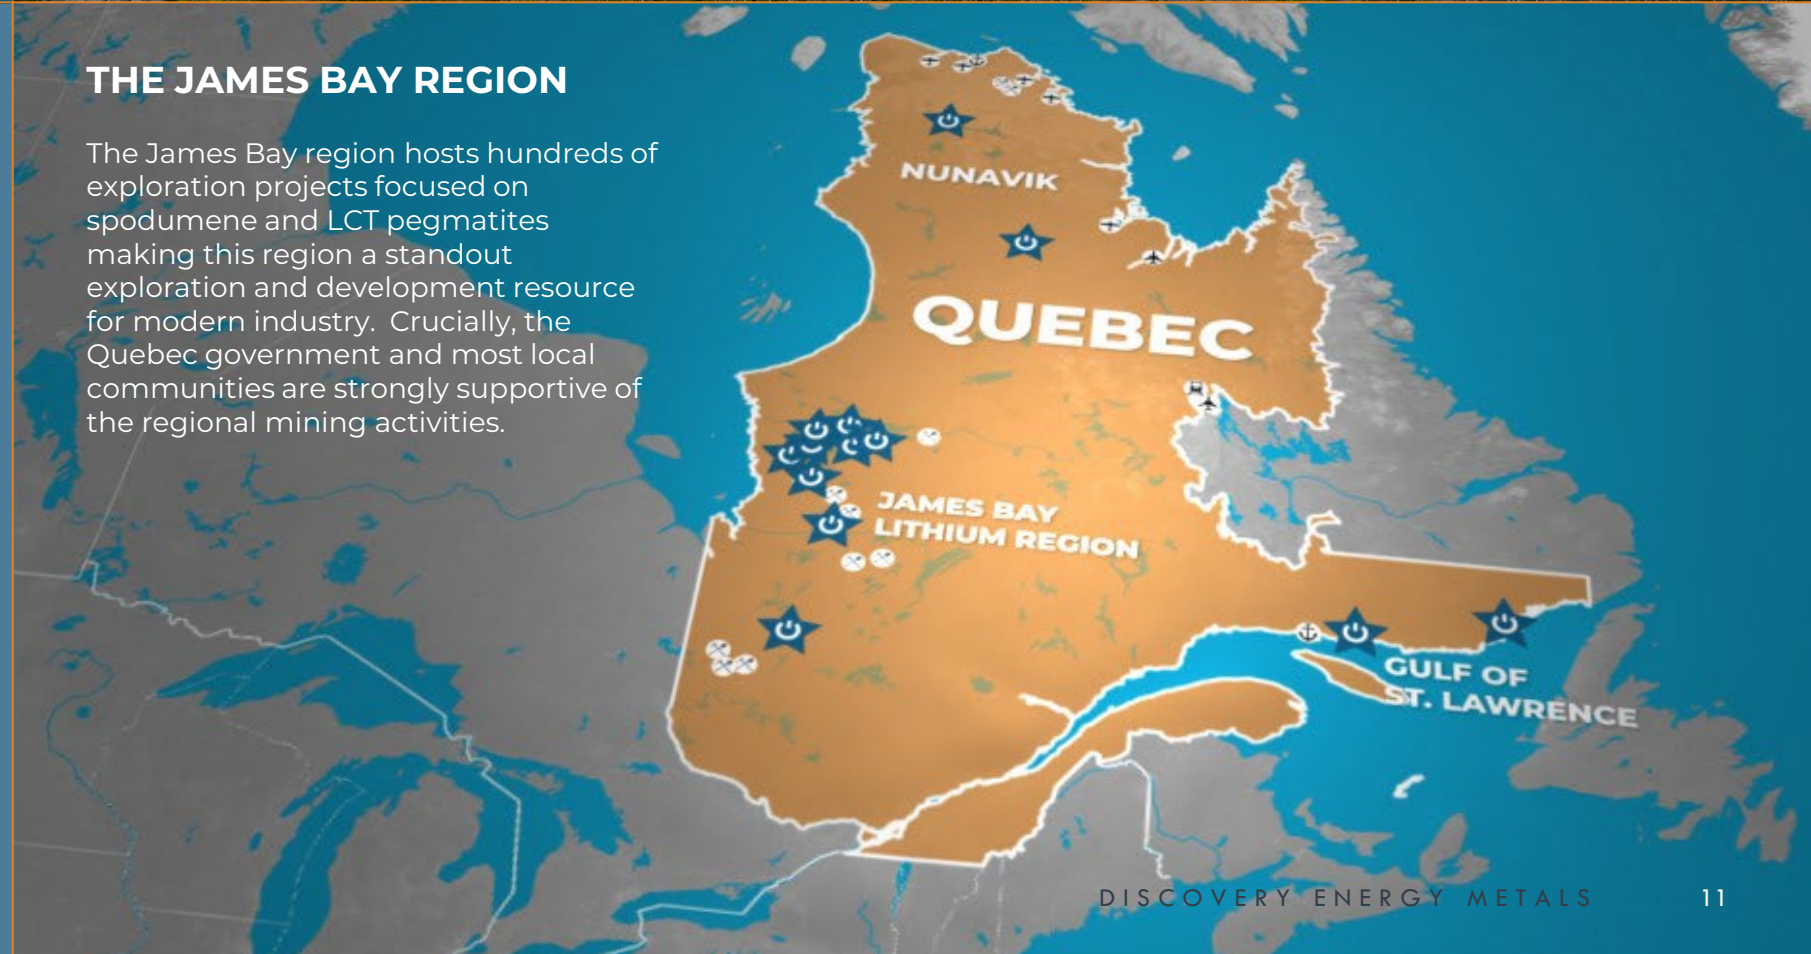 THE JAMES BAY REGION
The James Bay region hosts hundreds of
exploration projects focused on
spodumene and LCT pegmatites
making this region a standout
exploration and development resource
for modern industry.  Crucially, the
Quebec government and most local
communities are strongly supportive of
the regional mining activities.
NUNAVIK
QUEBEC
JAMES BAY
LITHIUM REGION
GULF OF
ST. LAWRENCE
DISCOVERY ENERGY METALS
11